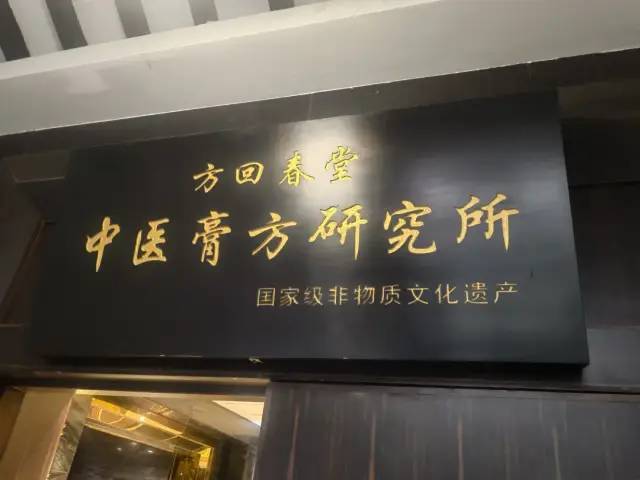 方回春堂
中医膏方研究所
国家级非物质文化遗产